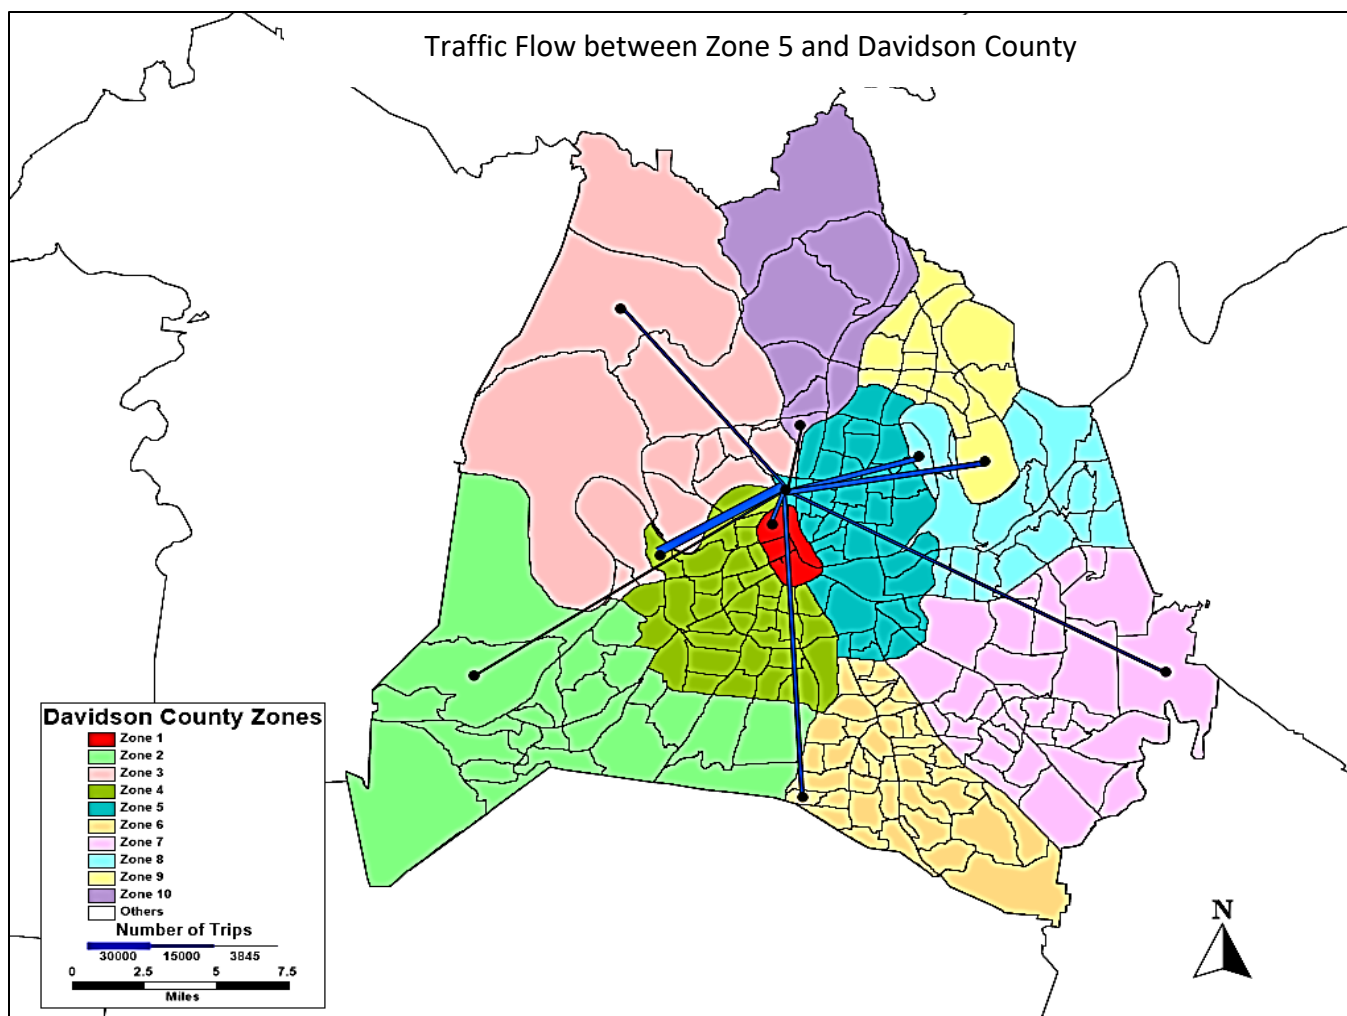 Traffic Flow between Zone 5 and Davidson County
Davidson County Zones
Zone 1
Zone 2
Zone 3
Zone 4
Zone 5
Zone 6
Zone 7
Zone 8
Zone 9
Zone 10
Others
Number of Trips
30000 15000 3845
0 2.5 5 7.5
Miles
N